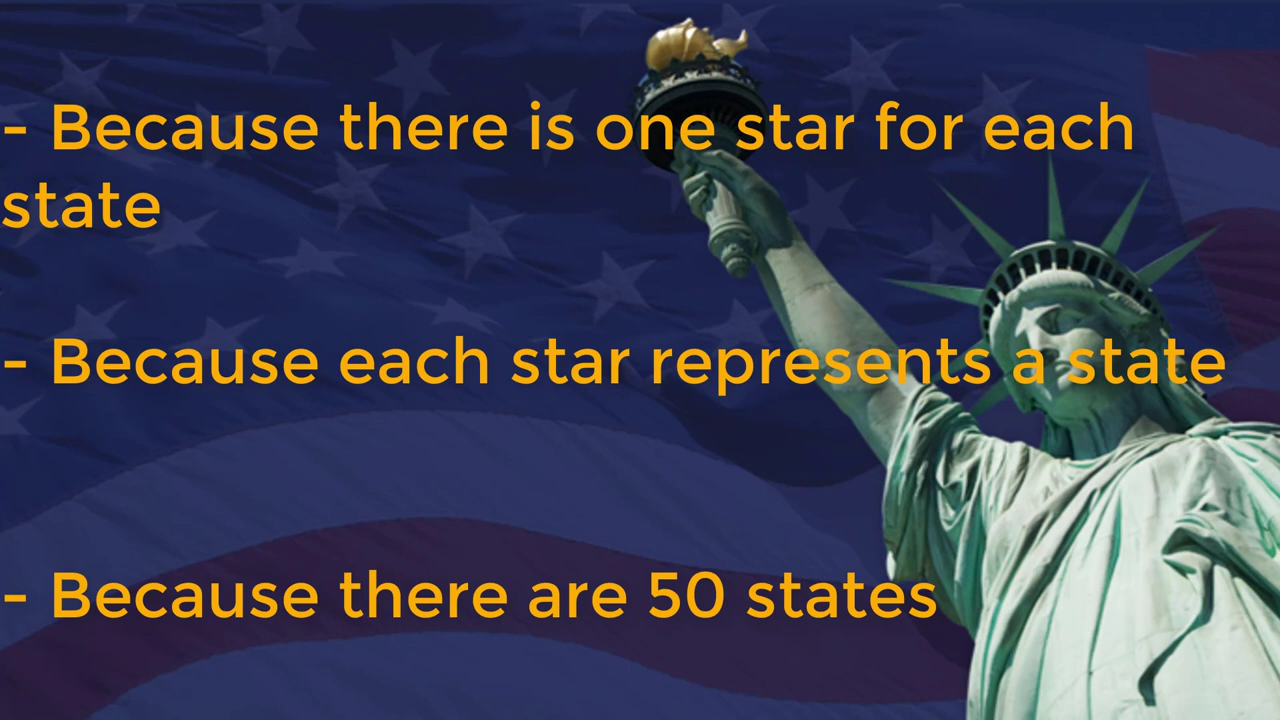 - Because there is one star for each
state
- Because each star represents a state
- Because there are 50 states